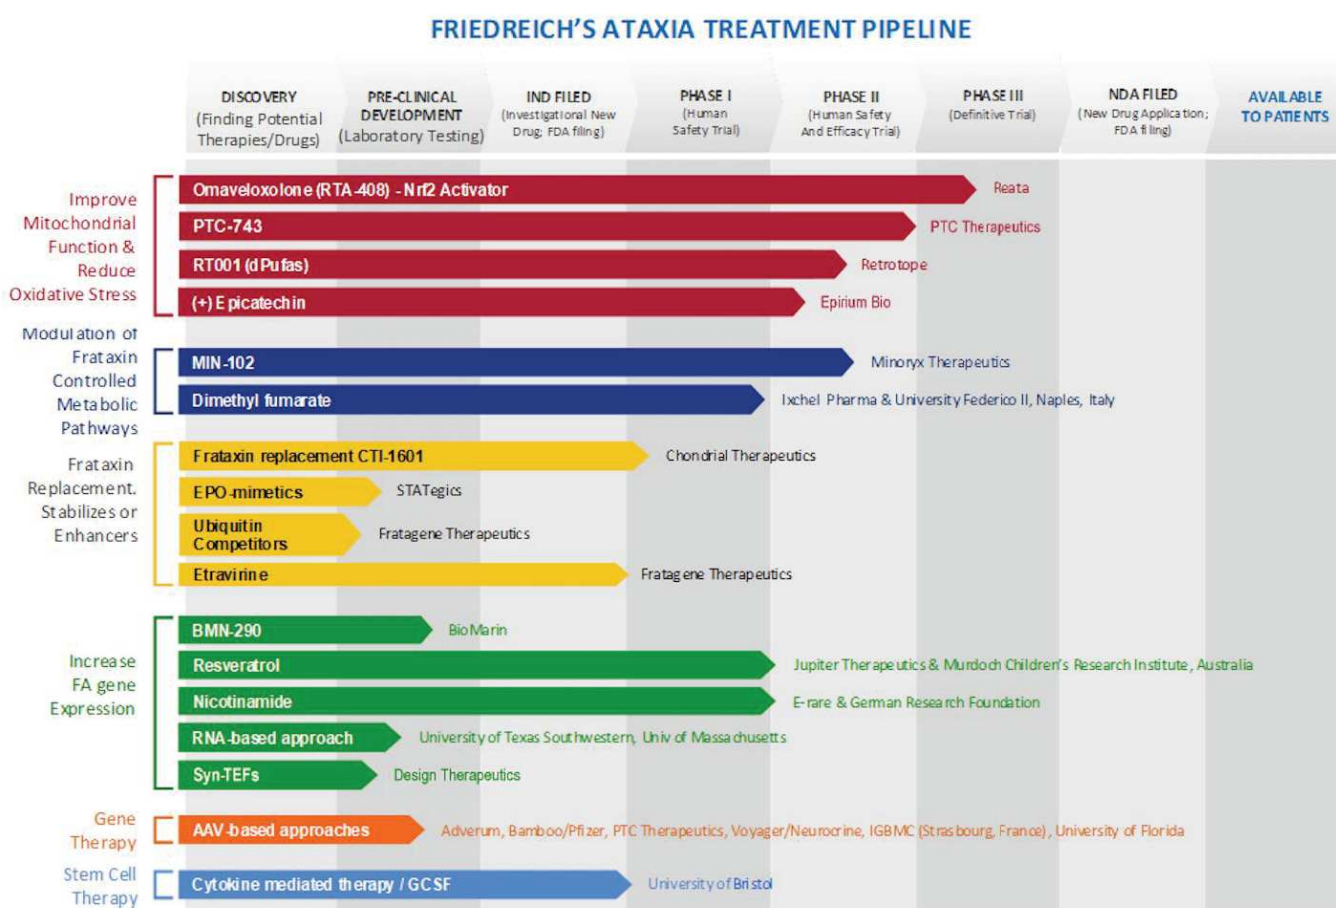 FRIEDREICH'S ATAXIA TREATMENT PIPELINE
DISCOVERY
(Finding Potential
Therapies/Drugs)
PRE-CLINICAL
DEVELOPMENT
(Laboratory Testing)
IND FILED
(Investigational New
Drug; FDA filing)
PHASE I
(Human
Safety Trial)
PHASE II
(Human Safety
And Efficacy Trial)
PHASE III
(Definitive Trial)
NDA FILED
(New Drug Application;
FDA filing)
AVAILABLE
TO PATIENTS
Improve
Mitochondrial
Function &
Reduce
Oxidative Stress
Omaveloxolone (RTA-408) - Nrf2 Activator
Reata
PTC-743
PTC Therapeutics
RT001 (dPufas)
Retrotope
(+) Epicatechin
Epirium Bio
Modulation of
Frataxin
Controlled
Metabolic
Pathways
MIN-102
Minoryx Therapeutics
Dimethyl fumarate
Ixchel Pharma & University Federico II, Naples, Italy
Frataxin
Replacement.
Stabilizes or
Enhancers
Frataxin replacement CTI-1601
Chondrial Therapeutics
EPO-mimetics
STATegics
Ubiquitin
Competitors
Fratagene Therapeutics
Etravirine
Fratagene Therapeutics
Increase
FA gene
Expression
BMN-290
BioMarin
Resveratrol
Jupiter Therapeutics & Murdoch Children's Research Institute, Australia
Nicotinamide
E-rare & German Research Foundation
RNA-based approach
University of Texas Southwestern, Univ of Massachusetts
Syn-TEFs
Design Therapeutics
Gene
Therapy
AAV-based approaches
Adverum, Bamboo/Pfizer, PTC Therapeutics, Voyager/Neurocrine, IGBMC (Strasbourg, France), University of Florida
Stem Cell
Therapy
Cytokine mediated therapy / GCSF
University of Bristol